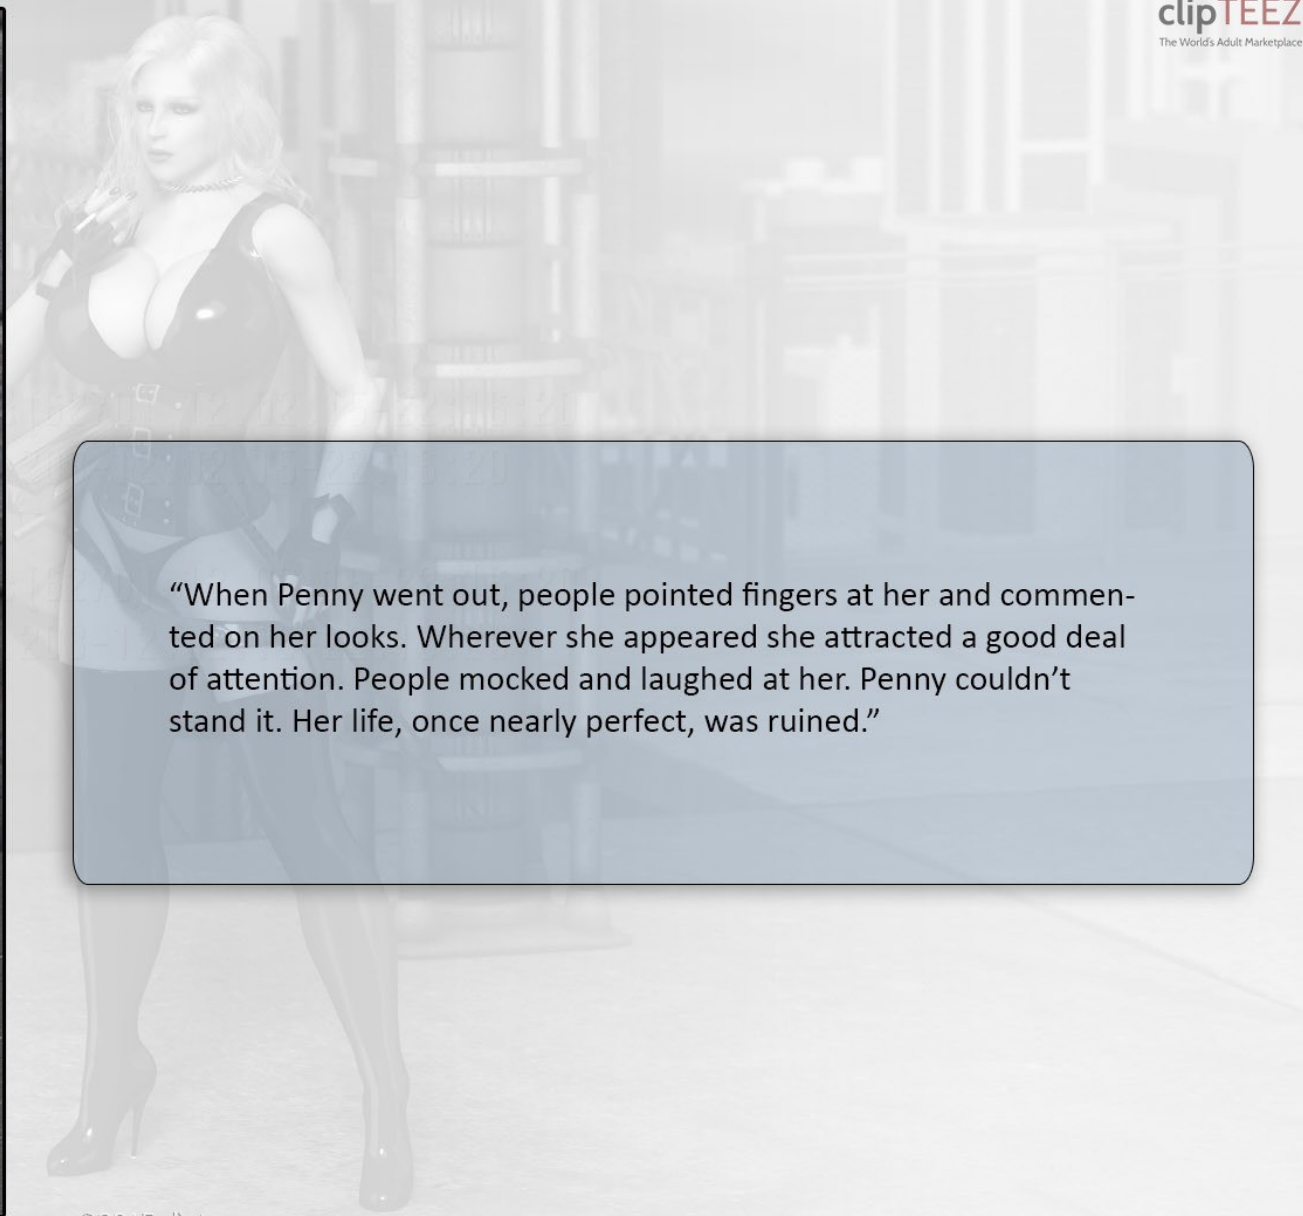 clipTEEZ
The World's Adult Marketplace
“When Penny went out, people pointed fingers at her and commen-
ted on her looks. Wherever she appeared she attracted a good deal
of attention. People mocked and laughed at her. Penny couldn’t
stand it. Her life, once nearly perfect, was ruined.”